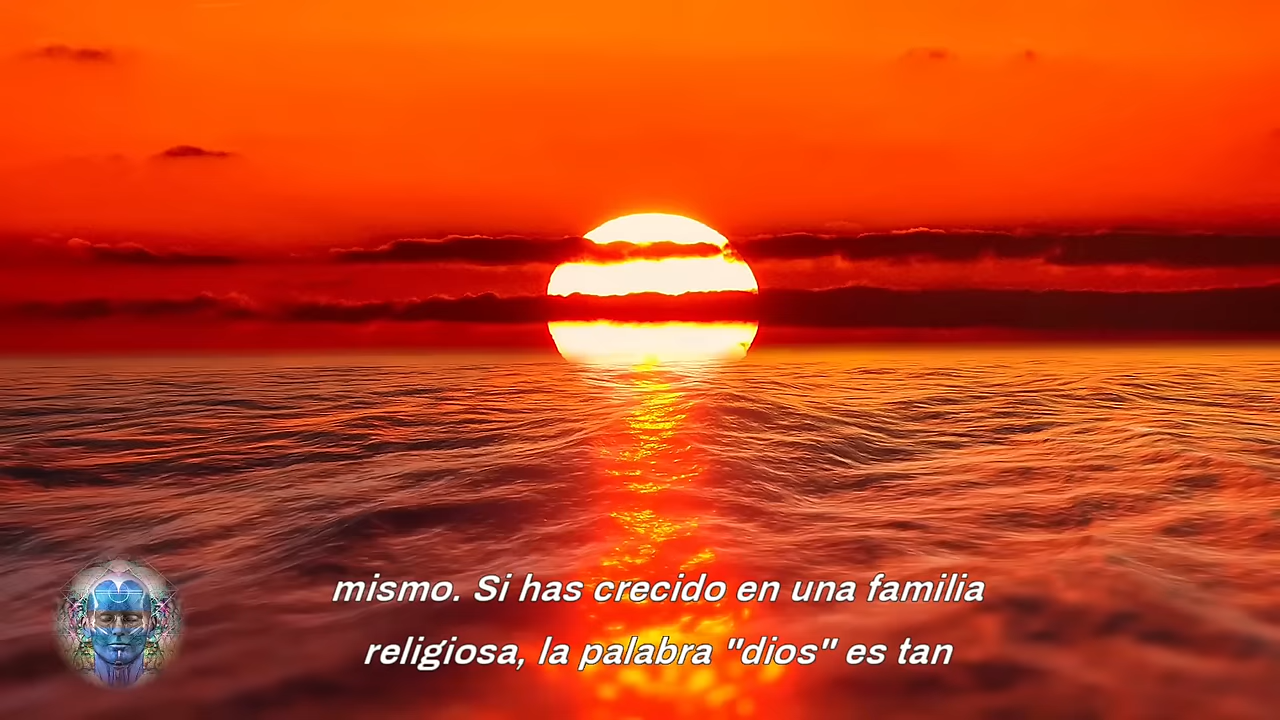 mismo. Si has crecido en una familia
religiosa, la palabra "dios" es tan